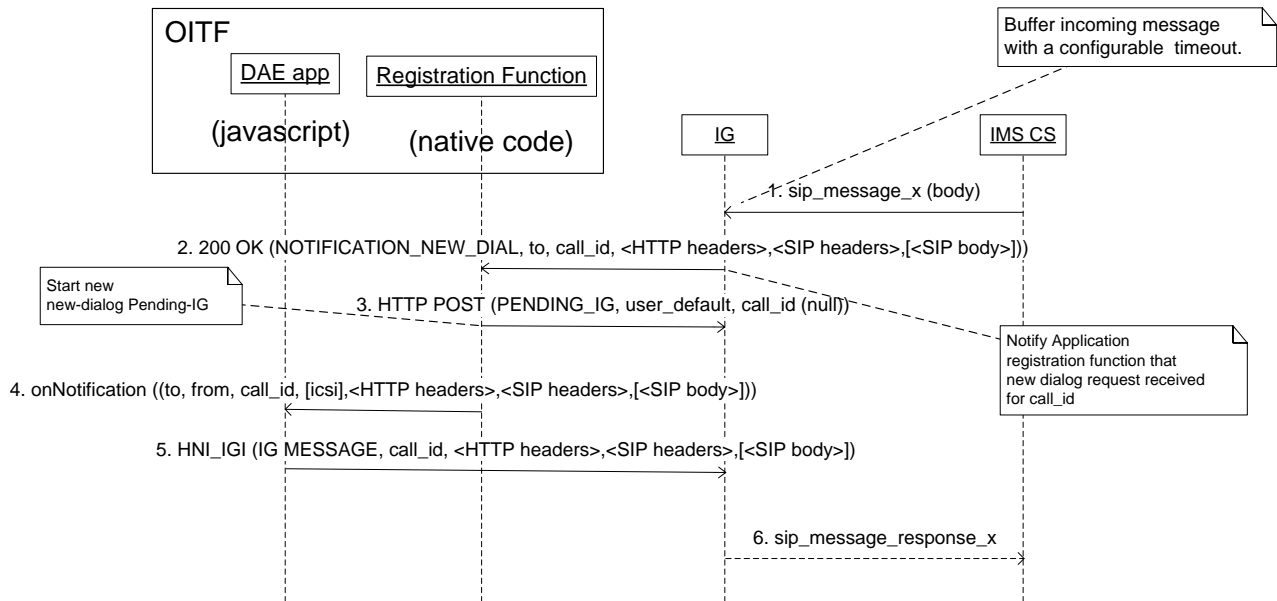 OITF
DAE app
Registration Function
(javascript)
(native code)
IG
IMS CS
Buffer incoming message
with a configurable timeout.
1. sip_message_x (body)
2. 200 OK (NOTIFICATION_NEW_DIAL, to, call_id, <HTTP headers>,<SIP headers>,[<SIP body>]))
Start new
new-dialog Pending-IG
3. HTTP POST (PENDING_IG, user_default, call_id (null))
Notify Application
registration function that
new dialog request received
for call_id
4. onNotification ((to, from, call_id, [icsi],<HTTP headers>,<SIP headers>,[<SIP body>]))
5. HNI_IGI (IG MESSAGE, call_id, <HTTP headers>,<SIP headers>,[<SIP body>])
6. sip_message_response_x